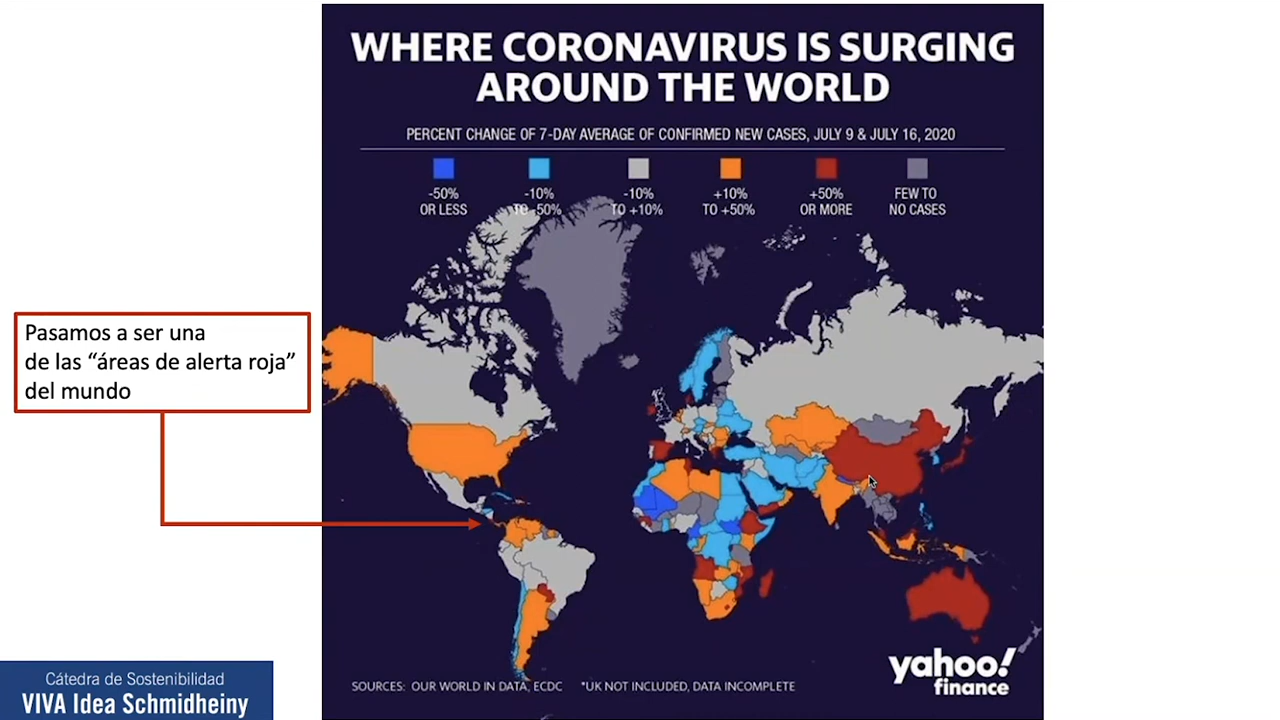 WHERE CORONAVIRUS IS SURGING
AROUND THE WORLD
PERCENT CHANGE OF 7-DAY AVERAGE OF CONFIRMED NEW CASES, JULY 9 & JULY 16, 2020
-50%
OR LESS
-10%
TO -50%
-10%
TO +10%
+10%
TO +50%
+50%
OR MORE
FEW TO
NO CASES
Pasamos a ser una
de las “áreas de alerta roja”
del mundo
yahoo!
finance
SOURCES: OUR WORLD IN DATA, ECDC *UK NOT INCLUDED, DATA INCOMPLETE
Cátedra de Sostenibilidad
VIVA Idea Schmidheiny